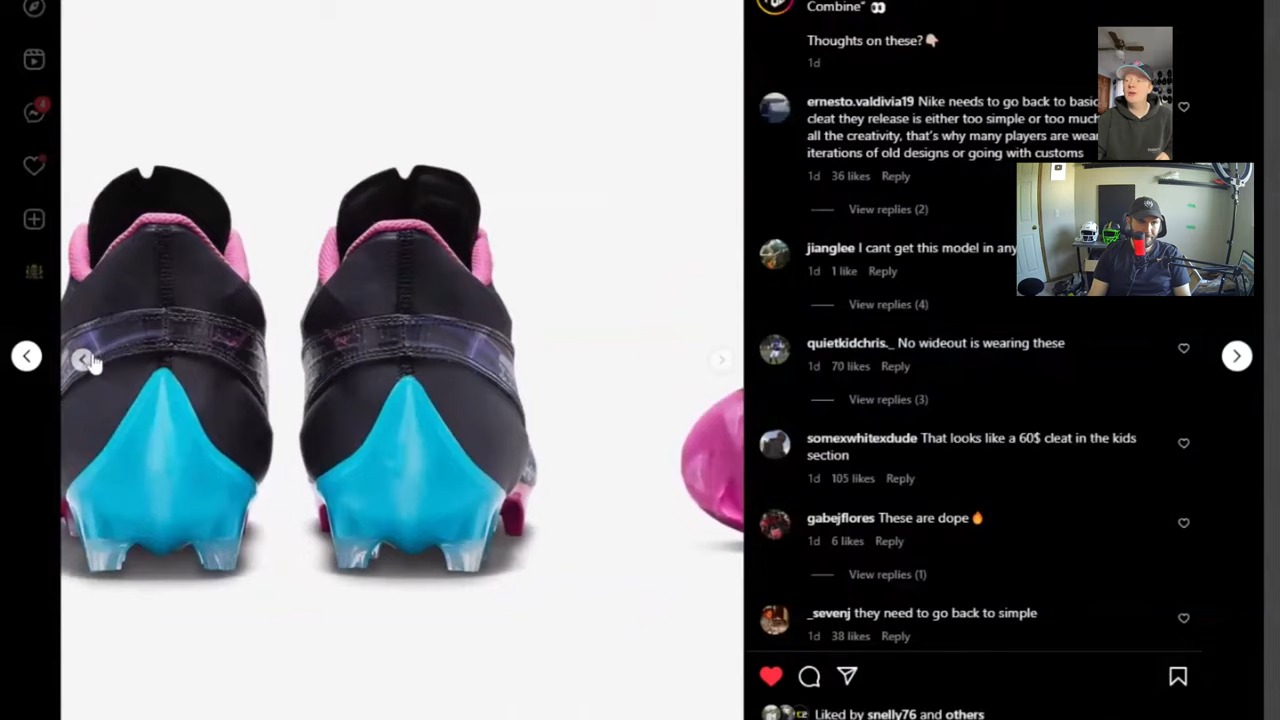 Combine"
Thoughts on these?
1d
ernesto.valdivia19 Nike needs to go back to basic
cleat they release is either too simple or too much
all the creativity, that's why many players are wea
iterations of old designs or going with customs
1d 36 likes Reply
View replies (2)
jianglee I cant get this model in any
1d 1 like Reply
View replies (4)
quietkidchris._ No wideout is wearing these
1d 70 likes Reply
View replies (3)
somexwhitexdude That looks like a 60$ cleat in the kids
section
1d 105 likes Reply
gabejflores These are dope
1d 6 likes Reply
View replies (1)
_sevenj they need to go back to simple
1d 38 likes Reply
Liked by snelly76 and others
4